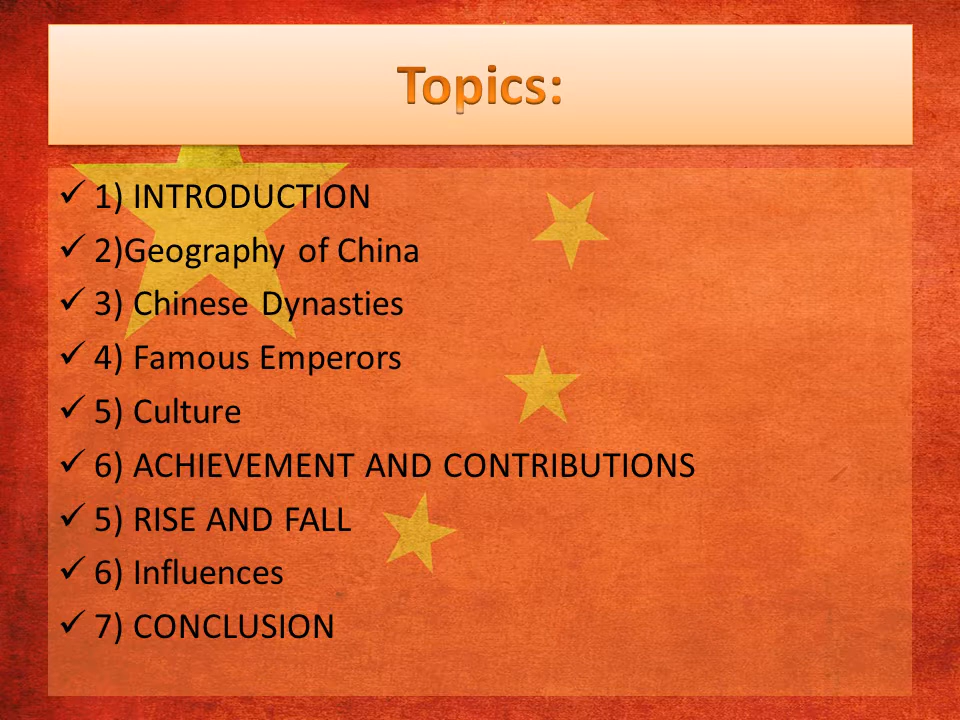 Topics:
✓ 1) INTRODUCTION
✓ 2)Geography of China
✓ 3) Chinese Dynasties
✓ 4) Famous Emperors
✓ 5) Culture
✓ 6) ACHIEVEMENT AND CONTRIBUTIONS
✓ 5) RISE AND FALL
✓ 6) Influences
✓ 7) CONCLUSION